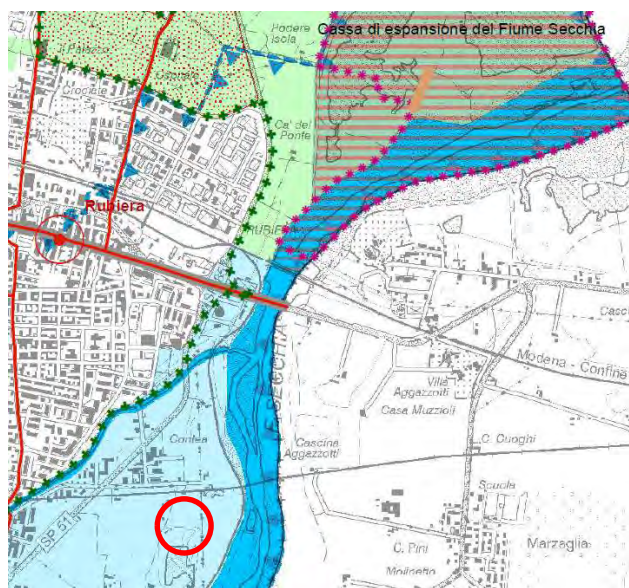 Podere
Isola
Cassa di espansione del Fiume Secchia
Crociale
Ca' del
Ponte
Rubiera
RUBIERA
F. SECCHIA
Modena - Confine
Villa
Aggazzotti
Casa Muzzioli
Contea
Cascina
Aggazzotti
C. Cuoghi
Scuola
SP 51
C. Pini
Marzaglia
Molinetto